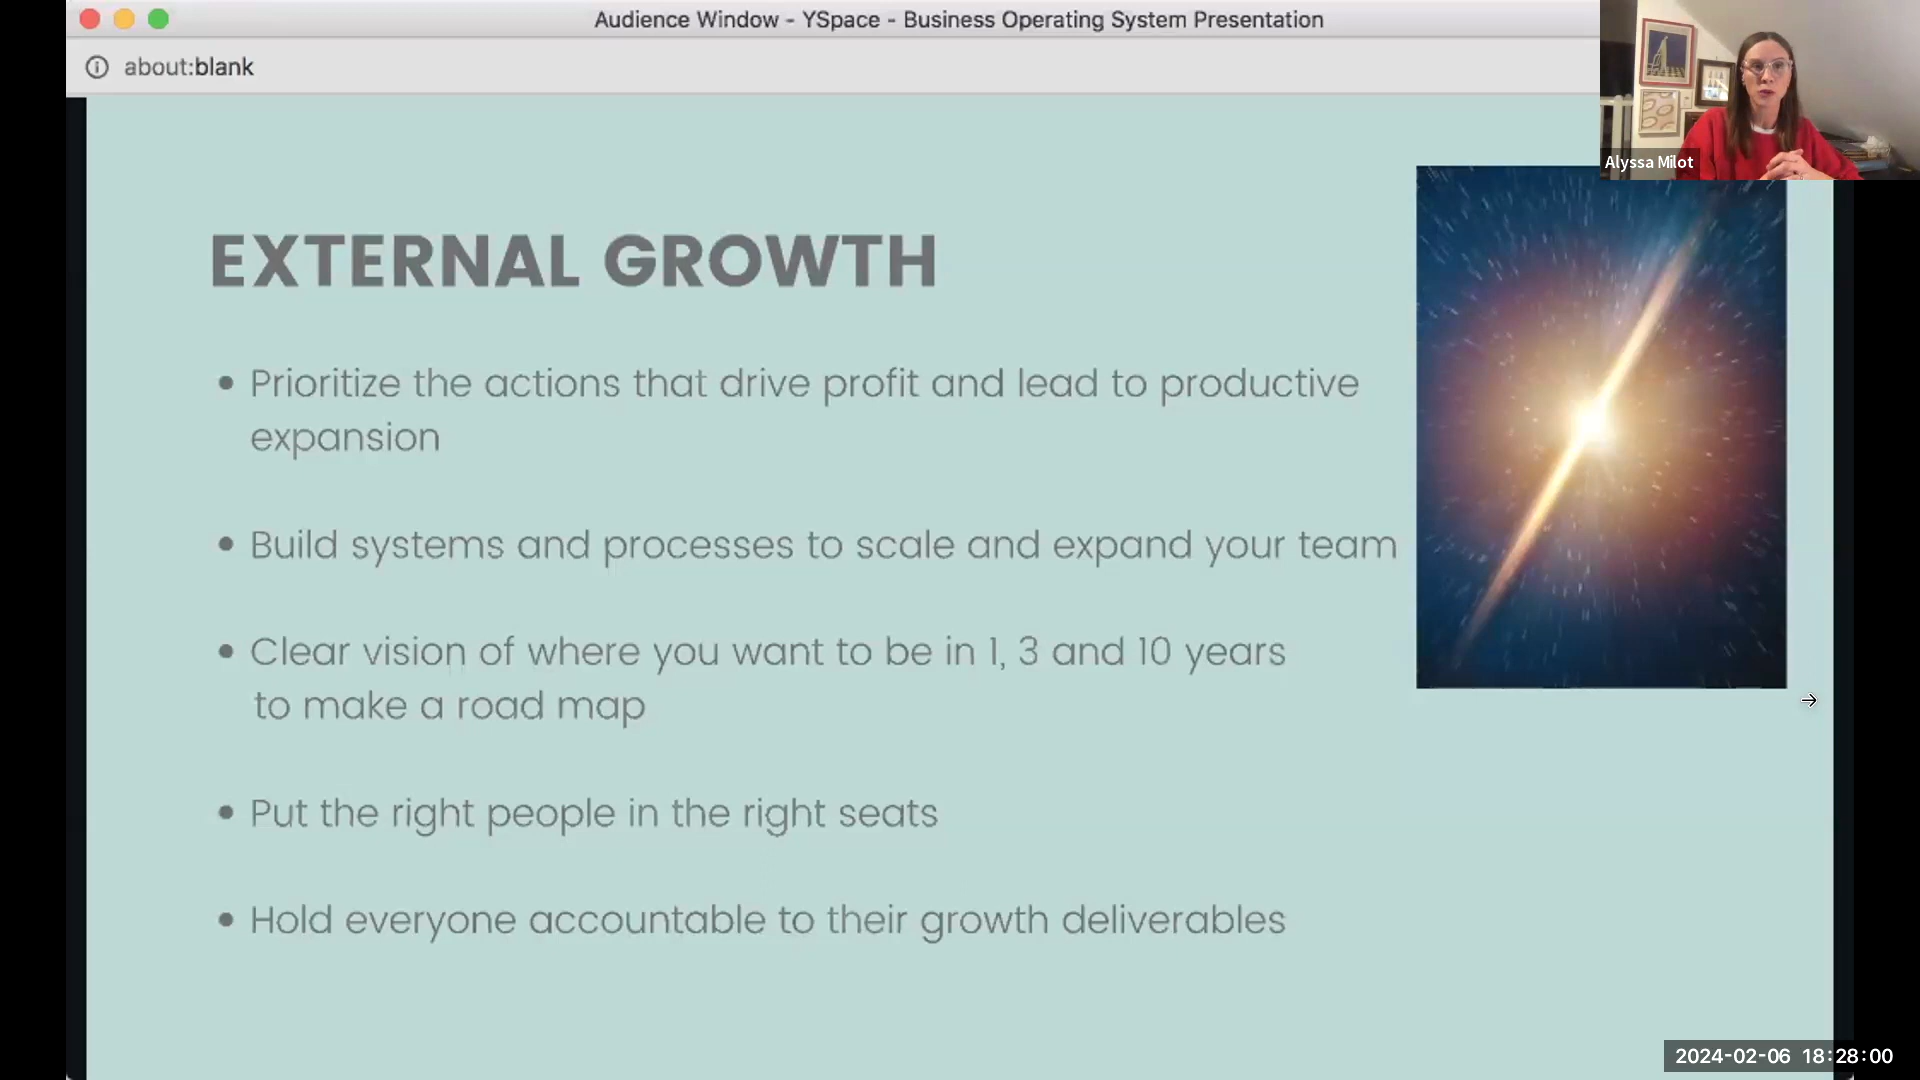 Audience Window - YSpace - Business Operating System Presentation
about:blank
Alyssa Milot
EXTERNAL GROWTH
• Prioritize the actions that drive profit and lead to productive
expansion
• Build systems and processes to scale and expand your team
• Clear vision of where you want to be in 1, 3 and 10 years
to make a road map
• Put the right people in the right seats
• Hold everyone accountable to their growth deliverables
2024-02-06 18:28:00